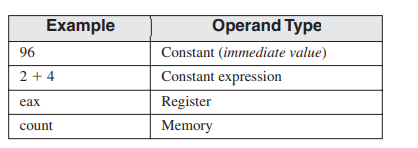 Example Operand Type
96 Constant (immediate value)
2 + 4 Constant expression
eax Register
count Memory